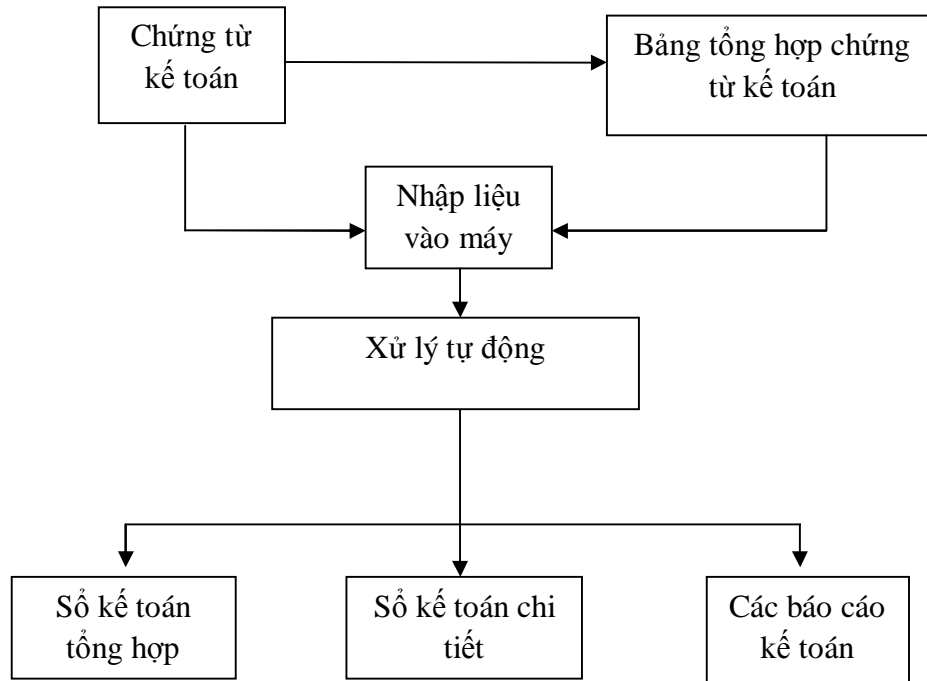 Chứng từ
kế toán
Bảng tổng hợp chứng
từ kế toán
Nhập liệu
vào máy
Xử lý tự động
Sổ kế toán
tổng hợp
Sổ kế toán chi
tiết
Các báo cáo
kế toán